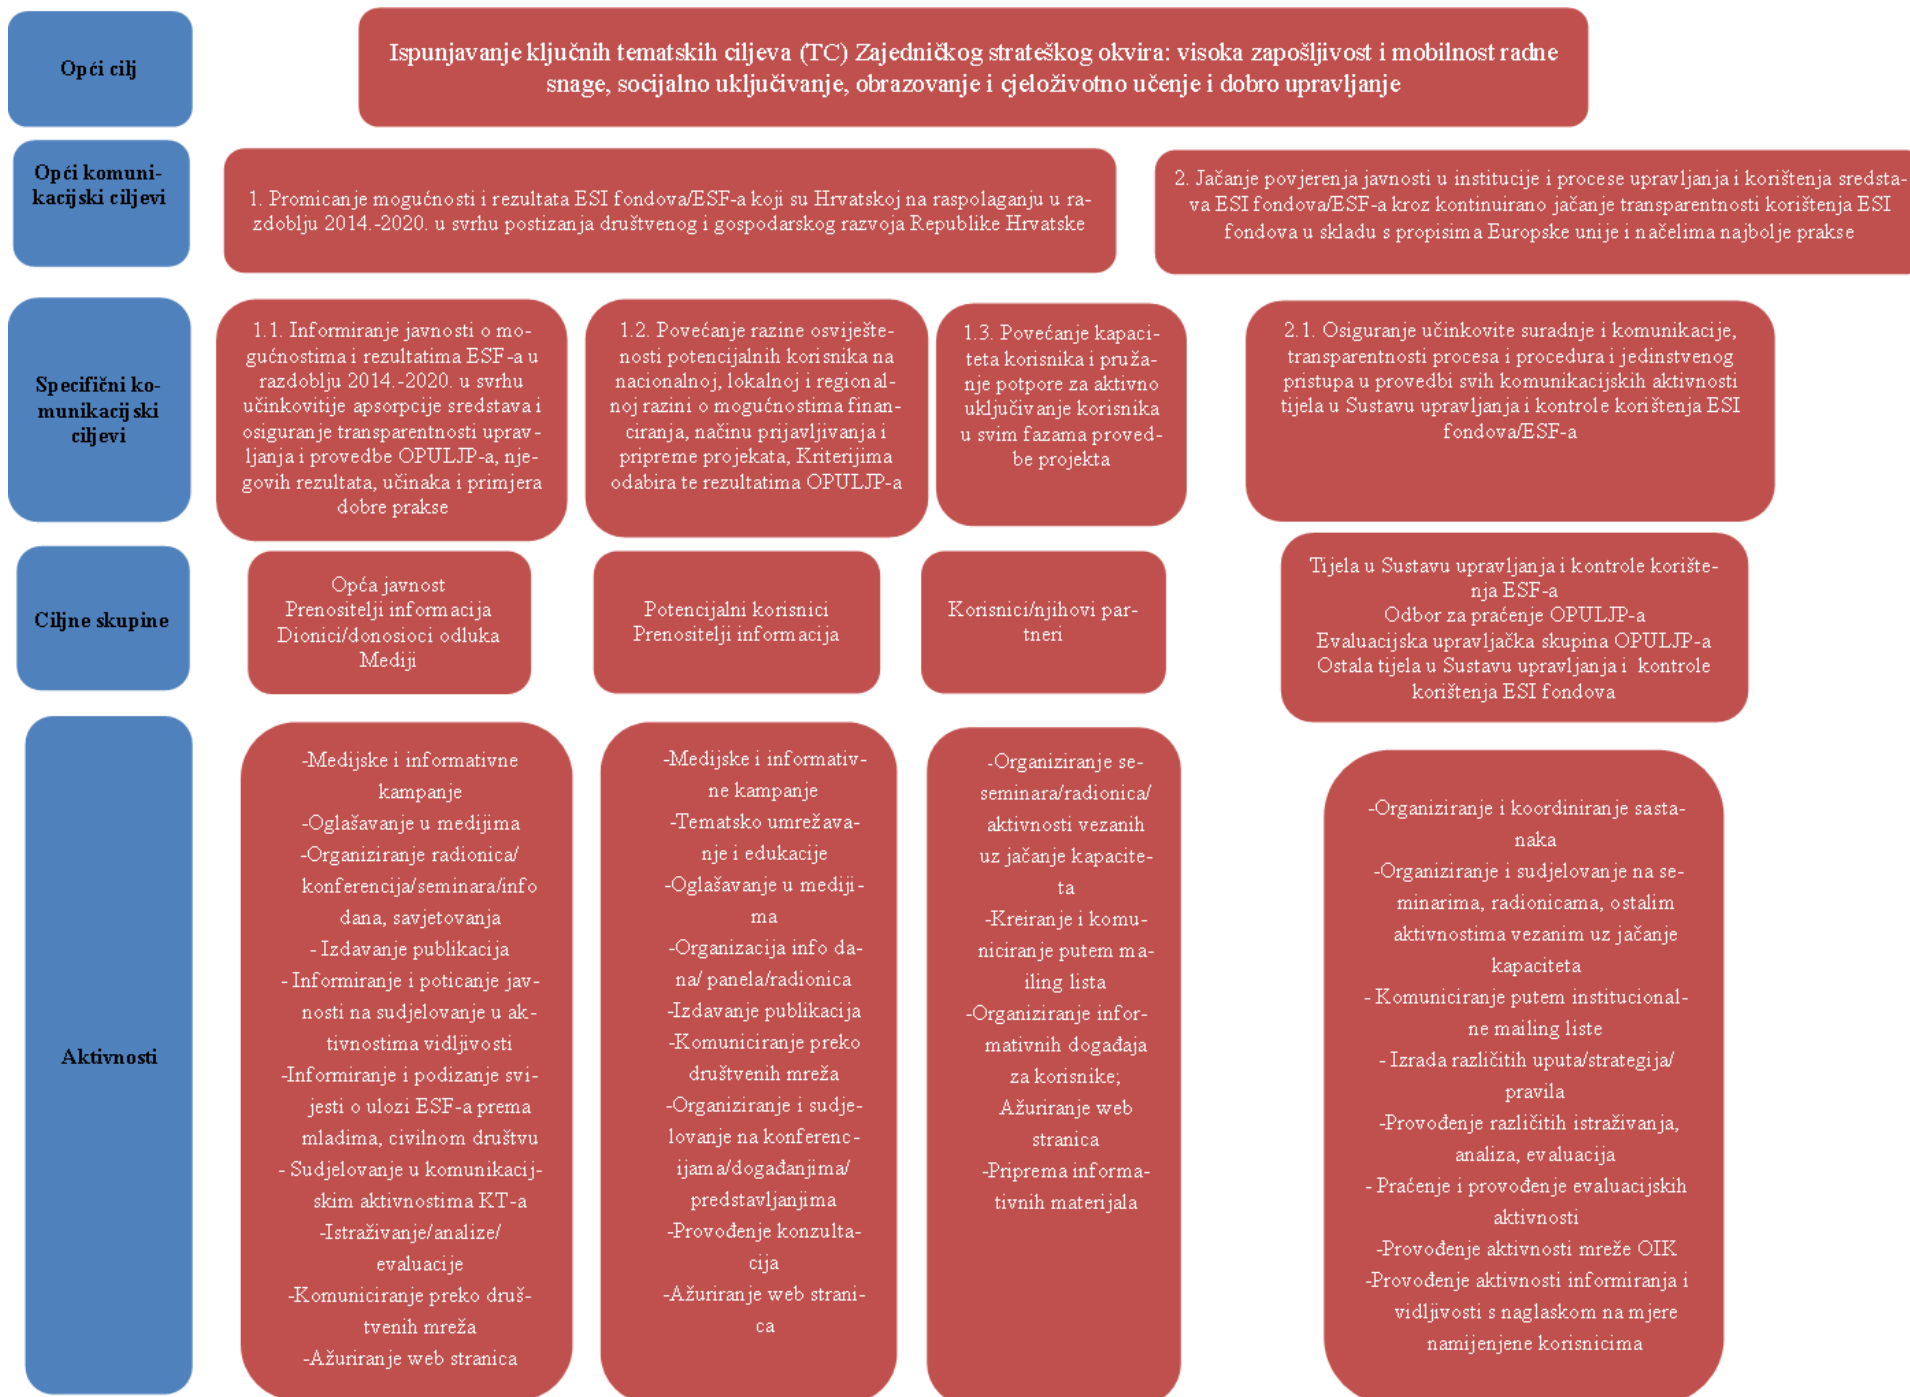 Opći cilj
Ispunjavanje ključnih tematskih ciljeva (TC) Zajedničkog strateškog okvira: visoka zapošljivost i mobilnost radne
snage, socijalno uključivanje, obrazovanje i cjeloživotno učenje i dobro upravljanje
Opći komuni-
kacijski ciljevi
1. Promicanje mogućnosti i rezultata ESI fondova/ESF-a koji su Hrvatskoj na raspolaganju u ra-
zdoblju 2014.-2020. u svrhu postizanja društvenog i gospodarskog razvoja Republike Hrvatske
2. Jačanje povjerenja javnosti u institucije i procese upravljanja i korištenja sredsta-
va ESI fondova/ESF-a kroz kontinuirano jačanje transparentnosti korištenja ESI
fondova u skladu s propisima Europske unije i načelima najbolje prakse
Specifični ko-
munikacijski
ciljevi
1.1. Informiranje javnosti o mo-
gućnostima i rezultatima ESF-a u
razdoblju 2014.-2020. u svrhu
učinkovitije apsorpcije sredstava i
osiguranje transparentnosti uprav-
ljanja i provedbe OPULJP-a, nje-
govih rezultata, učinaka i primjera
dobre prakse
1.2. Povećanje razine osviješte-
nosti potencijalnih korisnika na
nacionalnoj, lokalnoj i regional-
noj razini o mogućnostima finan-
ciranja, načinu prijavljivanja i
pripreme projekata, Kriterijima
odabira te rezultatima OPULJP-a
1.3. Povećanje kapaci-
teta korisnika i pruža-
nje potpore za aktivno
uključivanje korisnika
u svim fazama proved-
be projekta
2.1. Osiguranje učinkovite suradnje i komunikacije,
transparentnosti procesa i procedura i jedinstvenog
pristupa u provedbi svih komunikacijskih aktivnosti
tijela u Sustavu upravljanja i kontrole korištenja ESI
fondova/ESF-a
Ciljne skupine
Opća javnost
Prenositelji informacija
Dionici/donosioci odluka
Mediji
Potencijalni korisnici
Prenositelji informacija
Korisnici/njihovi par-
tneri
Tijela u Sustavu upravljanja i kontrole korište-
nja ESF-a
Odbor za praćenje OPULJP-a
Evaluacijska upravljačka skupina OPULJP-a
Ostala tijela u Sustavu upravljanja i kontrole
korištenja ESI fondova
Aktivnosti
-Medijske i informativne
kampanje
-Oglašavanje u medijima
-Organiziranje radionica/
konferencija/seminara/info
dana, savjetovanja
- Izdavanje publikacija
- Informiranje i poticanje jav-
nosti na sudjelovanje u ak-
tivnostima vidljivosti
-Informiranje i podizanje svi-
jesti o ulozi ESF-a prema
mladima, civilnom društvu
- Sudjelovanje u komunikacij-
skim aktivnostima KT-a
-Istraživanje/analize/
evaluacije
-Komuniciranje preko druš-
tvenih mreža
-Ažuriranje web stranica
-Medijske i informativ-
ne kampanje
-Tematsko umrežava-
nje i edukacije
-Oglašavanje u mediji-
ma
-Organizacija info da-
na/ panela/radionica
-Izdavanje publikacija
-Komuniciranje preko
društvenih mreža
-Organiziranje i sudje-
lovanje na konferenc-
ijama/događanjima/
predstavljanjima
-Provođenje konzulta-
cija
-Ažuriranje web strani-
ca
-Organiziranje se-
seminara/radionica/
aktivnosti vezanih
uz jačanje kapacite-
ta
-Kreiranje i komu-
niciranje putem ma-
iling lista
-Organiziranje infor-
mativnih događaja
za korisnike;
Ažuriranje web
stranica
-Priprema informa-
tivnih materijala
-Organiziranje i koordiniranje sasta-
naka
-Organiziranje i sudjelovanje na se-
minarima, radionicama, ostalim
aktivnostima vezanim uz jačanje
kapaciteta
- Komuniciranje putem institucional-
ne mailing liste
- Izrada različitih uputa/strategija/
pravila
-Provođenje različitih istraživanja,
analiza, evaluacija
- Praćenje i provođenje evaluacijskih
aktivnosti
-Provođenje aktivnosti mreže OIK
-Provođenje aktivnosti informiranja i
vidljivosti s naglaskom na mjere
namijenjene korisnicima